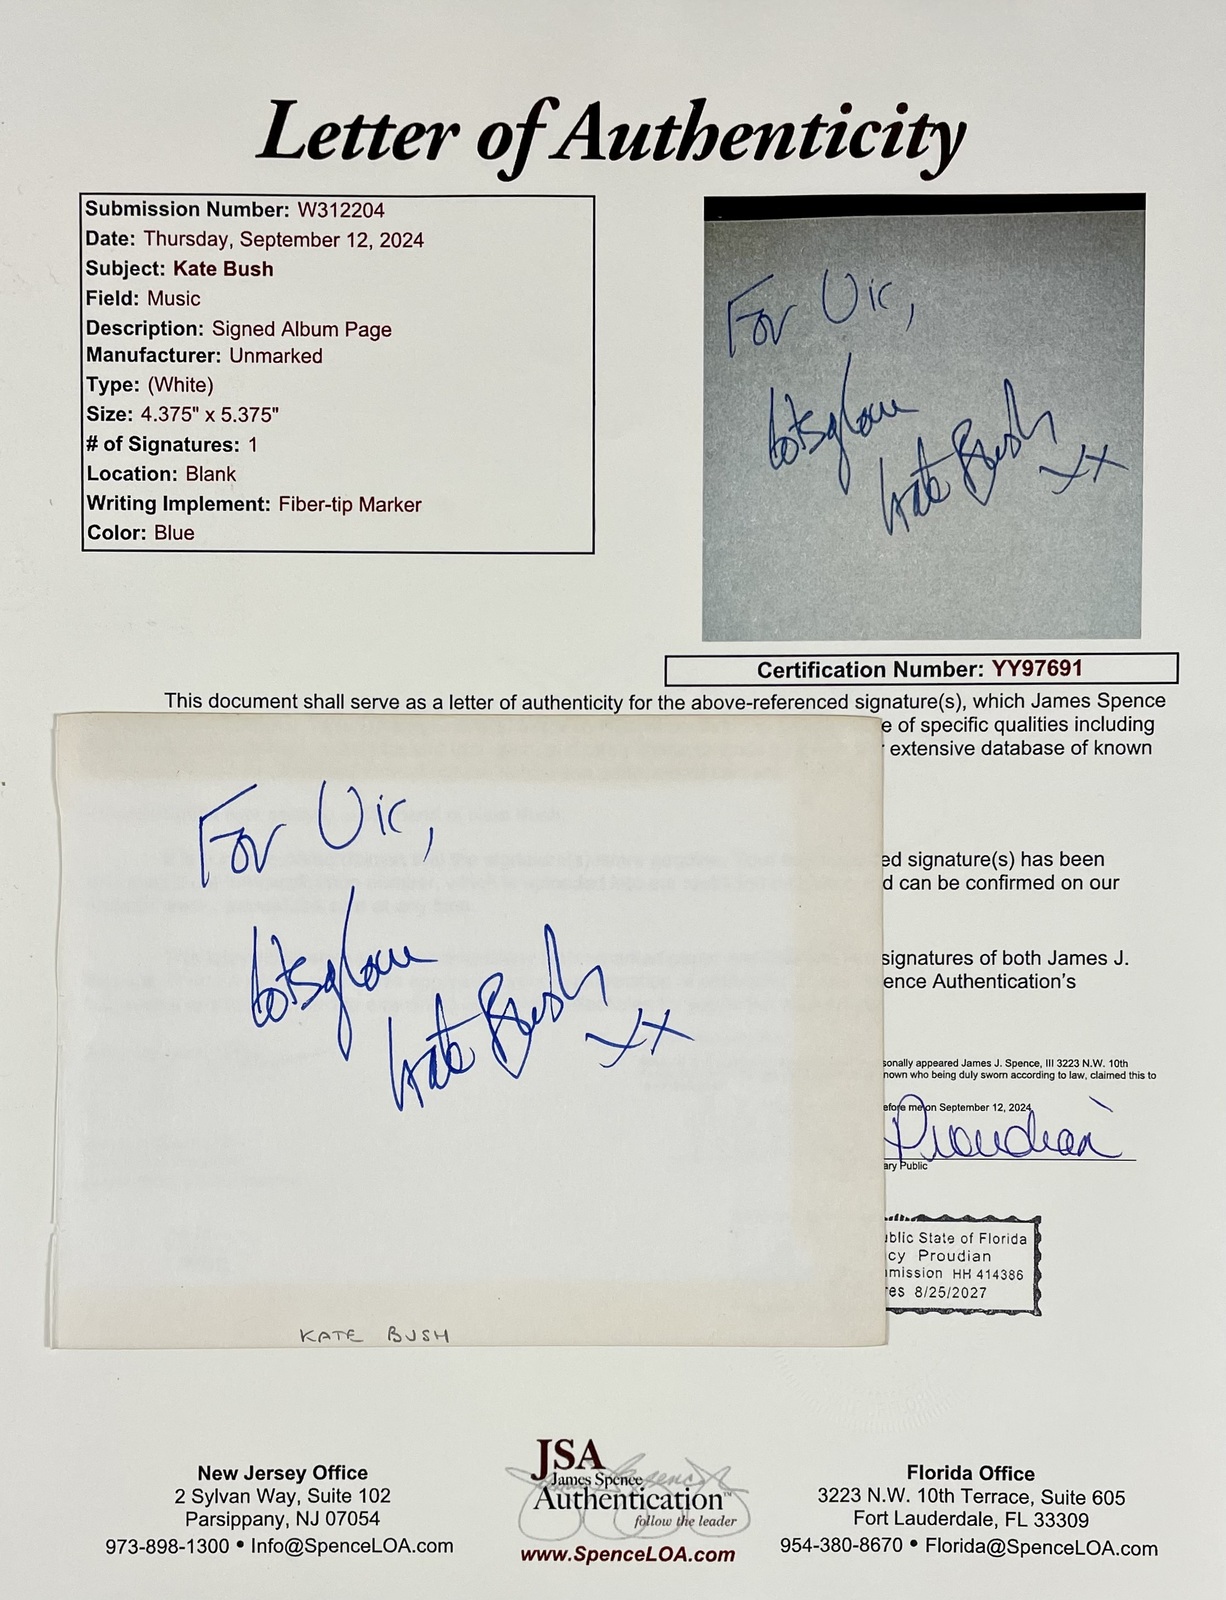 Letter of Authenticity
Submission Number: W312204
Date: Thursday, September 12, 2024
Subject: Kate Bush
Field: Music
Description: Signed Album Page
Manufacturer: Unmarked
Type: (White)
Size: 4.375" x 5.375"
# of Signatures: 1
Location: Blank
Writing Implement: Fiber-tip Marker
Color: Blue
For Vic,
lotsglove
Kate Bush
xx
Certification Number: YY97691
This document shall serve as a letter of authenticity for the above-referenced signature(s), which James Spence
e of specific qualities including
extensive database of known
For Vic,
lotsglove
Kate Bush
xx
KATE BUSH
ed signature(s) has been
d can be confirmed on our
signatures of both James J.
ence Authentication's
sonally appeared James J. Spence, III 3223 N.W. 10th
nown who being duly sworn according to law, claimed this to
efore me on September 12, 2024
Proudian
ary Public
ublic State of Florida
cy Proudian
mission HH 414386
res 8/25/2027
New Jersey Office
2 Sylvan Way, Suite 102
Parsippany, NJ 07054
973-898-1300 • Info@SpenceLOA.com
JSA
James Spence
Authentication™
follow the leader
www.SpenceLOA.com
Florida Office
3223 N.W. 10th Terrace, Suite 605
Fort Lauderdale, FL 33309
954-380-8670 • Florida@SpenceLOA.com